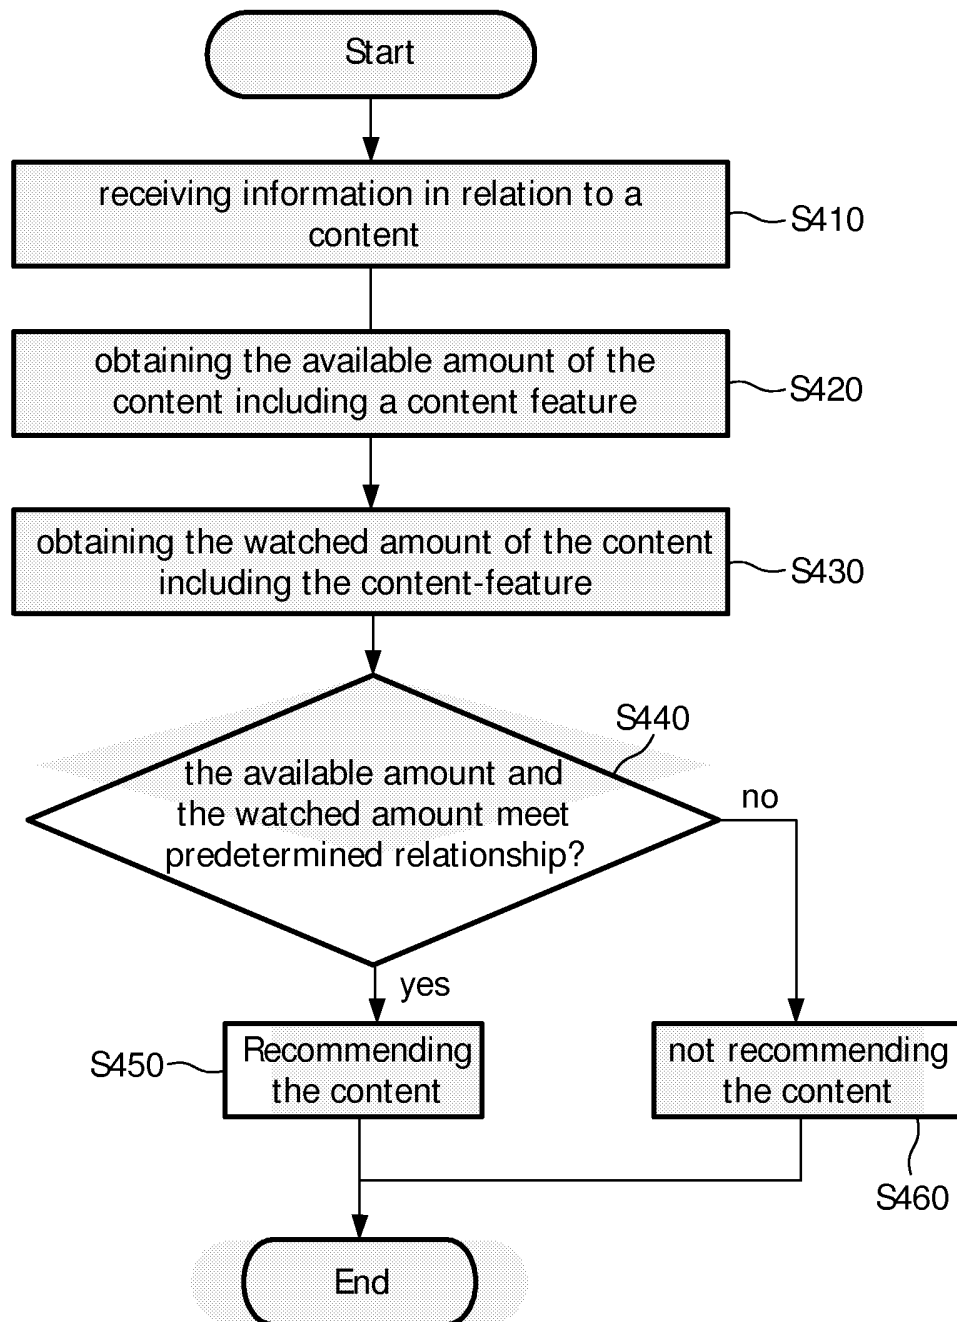 Start
receiving information in relation to a
content
S410
obtaining the available amount of the
content including a content feature
S420
obtaining the watched amount of the content
including the content-feature
S430
S440
the available amount and
the watched amount meet
predetermined relationship?
no
yes
S450
Recommending
the content
not recommending
the content
S460
End